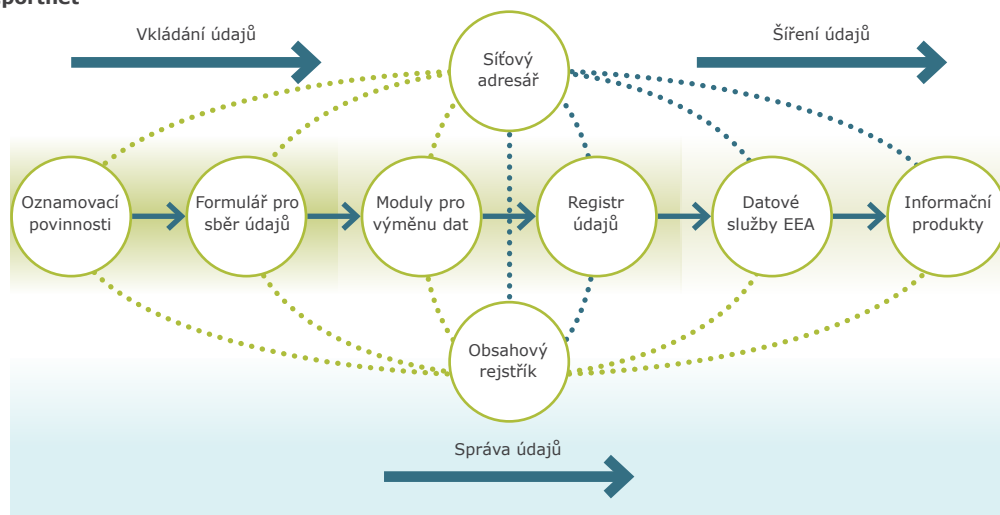 Vkládání údajů
Šíření údajů
Síťový
adresář
Oznamovací
povinnosti
Formulář pro
sběr údajů
Moduly pro
výměnu dat
Registr
údajů
Datové
služby EEA
Informační
produkty
Obsahový
rejstřík
Správa údajů